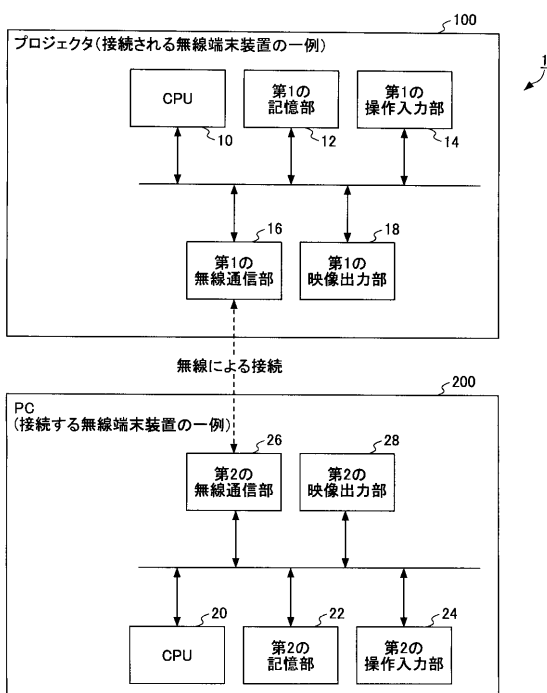 100
プロジェクタ(接続される無線端末装置の一例)
1
CPU
10
第1の
記憶部
12
第1の
操作入力部
14
16
第1の
無線通信部
18
第1の
映像出力部
無線による接続
200
PC
(接続する無線端末装置の一例)
26
第2の
無線通信部
28
第2の
映像出力部
20
CPU
22
第2の
記憶部
24
第2の
操作入力部